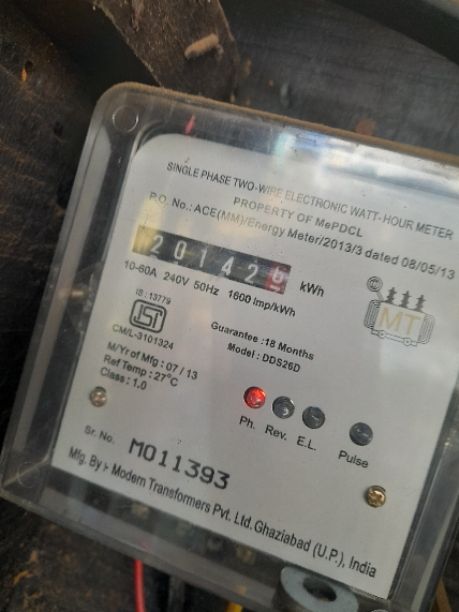 SINGLE PHASE TWO-WIRE ELECTRONIC WATT-HOUR METER
PROPERTY OF MePDCL
P.O. No.: ACE(MM)/Energy Meter/2013/3 dated 08/05/13
201426 kWh
10-60A 240V 50Hz 1600 Imp/kWh
IS : 13779
ISI
CM/L-3101324
MT
Guarantee :18 Months
Model : DDS26D
M/Yr of Mfg : 07 / 13
Ref Temp : 27°C
Class : 1.0
Ph. Rev. E.L. Pulse
Sr. No. M011393
Mfg. By :- Modern Transformers Pvt. Ltd. Ghaziabad (U.P.), India